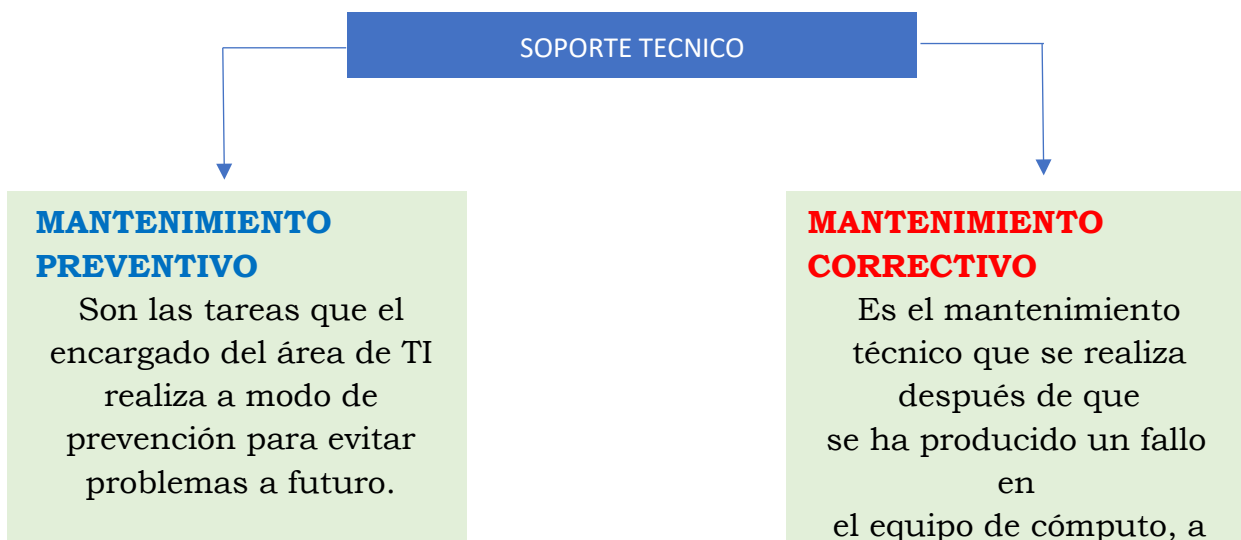 SOPORTE TECNICO
MANTENIMIENTO
PREVENTIVO
Son las tareas que el
encargado del área de TI
realiza a modo de
prevención para evitar
problemas a futuro.
MANTENIMIENTO
CORRECTIVO
Es el mantenimiento
técnico que se realiza
después de que
se ha producido un fallo
en
el equipo de cómputo, a